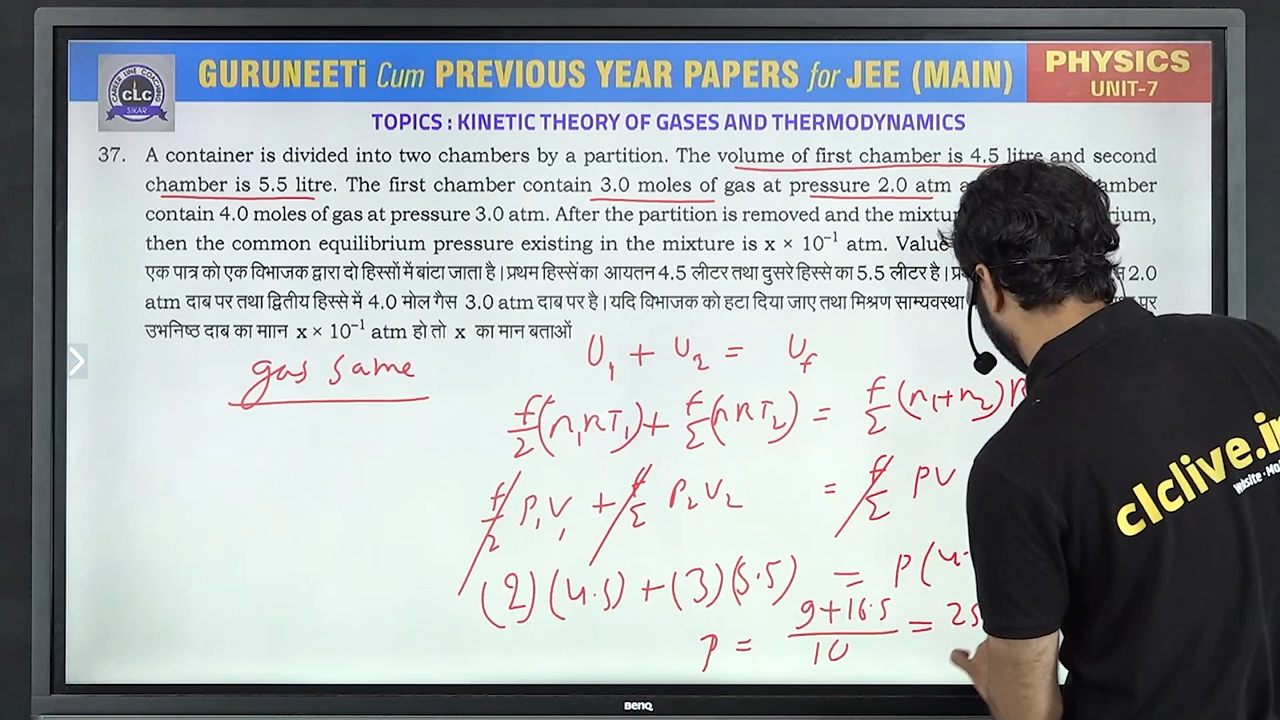 GURUNEETi Cum PREVIOUS YEAR PAPERS for JEE (MAIN)
PHYSICS
UNIT-7
CLC
SIKAR
TOPICS : KINETIC THEORY OF GASES AND THERMODYNAMICS
37. A container is divided into two chambers by a partition. The volume of first chamber is 4.5 litre and second
chamber is 5.5 litre. The first chamber contain 3.0 moles of gas at pressure 2.0 atm
contain 4.0 moles of gas at pressure 3.0 atm. After the partition is removed and the
then the common equilibrium pressure existing in the mixture is x × 10⁻¹ atm. Value
एक पात्र को एक विभाजक द्वारा दो हिस्सों में बांटा जाता है। प्रथम हिस्सें का आयतन 4.5 लीटर तथा दुसरे हिस्से का 5.5 लीटर है। 2.0
atm दाब पर तथा द्वितीय हिस्से में 4.0 मोल गैस 3.0 atm दाब पर है। यदि विभाजक को हटा दिया जाए तथा मिश्रण साम्यवस्था पर
उभनिष्ठ दाब का माान x × 10⁻¹ atm हो तो x का मान बताओं
gas same
U₁ + U₂ = U_f
f/2 (n₁RT₁) + f/2 (nRT₂) = f/2 (n₁+n₂)
f/2 P₁V₁ + f/2 P₂V₂ = f/2 PV
(2)(4.5) + (3)(5.5) = P(4.
P = 9+16.5/10 = 25
clclive.in
BenQ